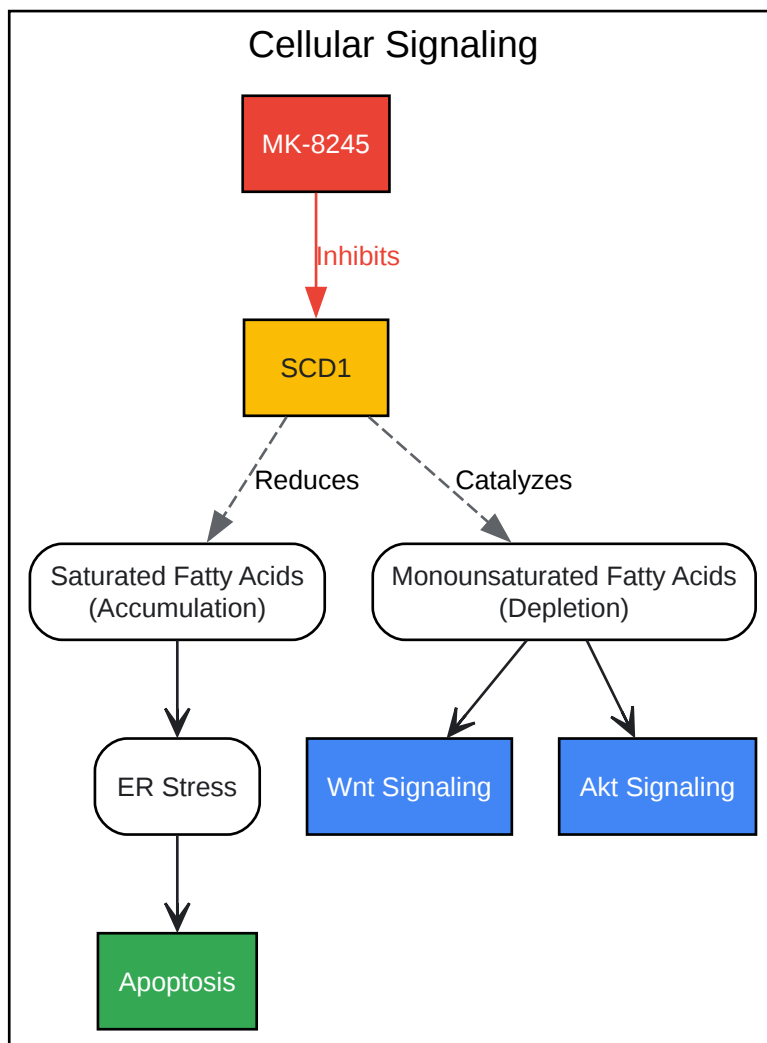 Cellular Signaling
MK-8245
Inhibits
SCD1
Reduces
Catalyzes
Saturated Fatty Acids
(Accumulation)
Monounsaturated Fatty Acids
(Depletion)
ER Stress
Wnt Signaling
Akt Signaling
Apoptosis